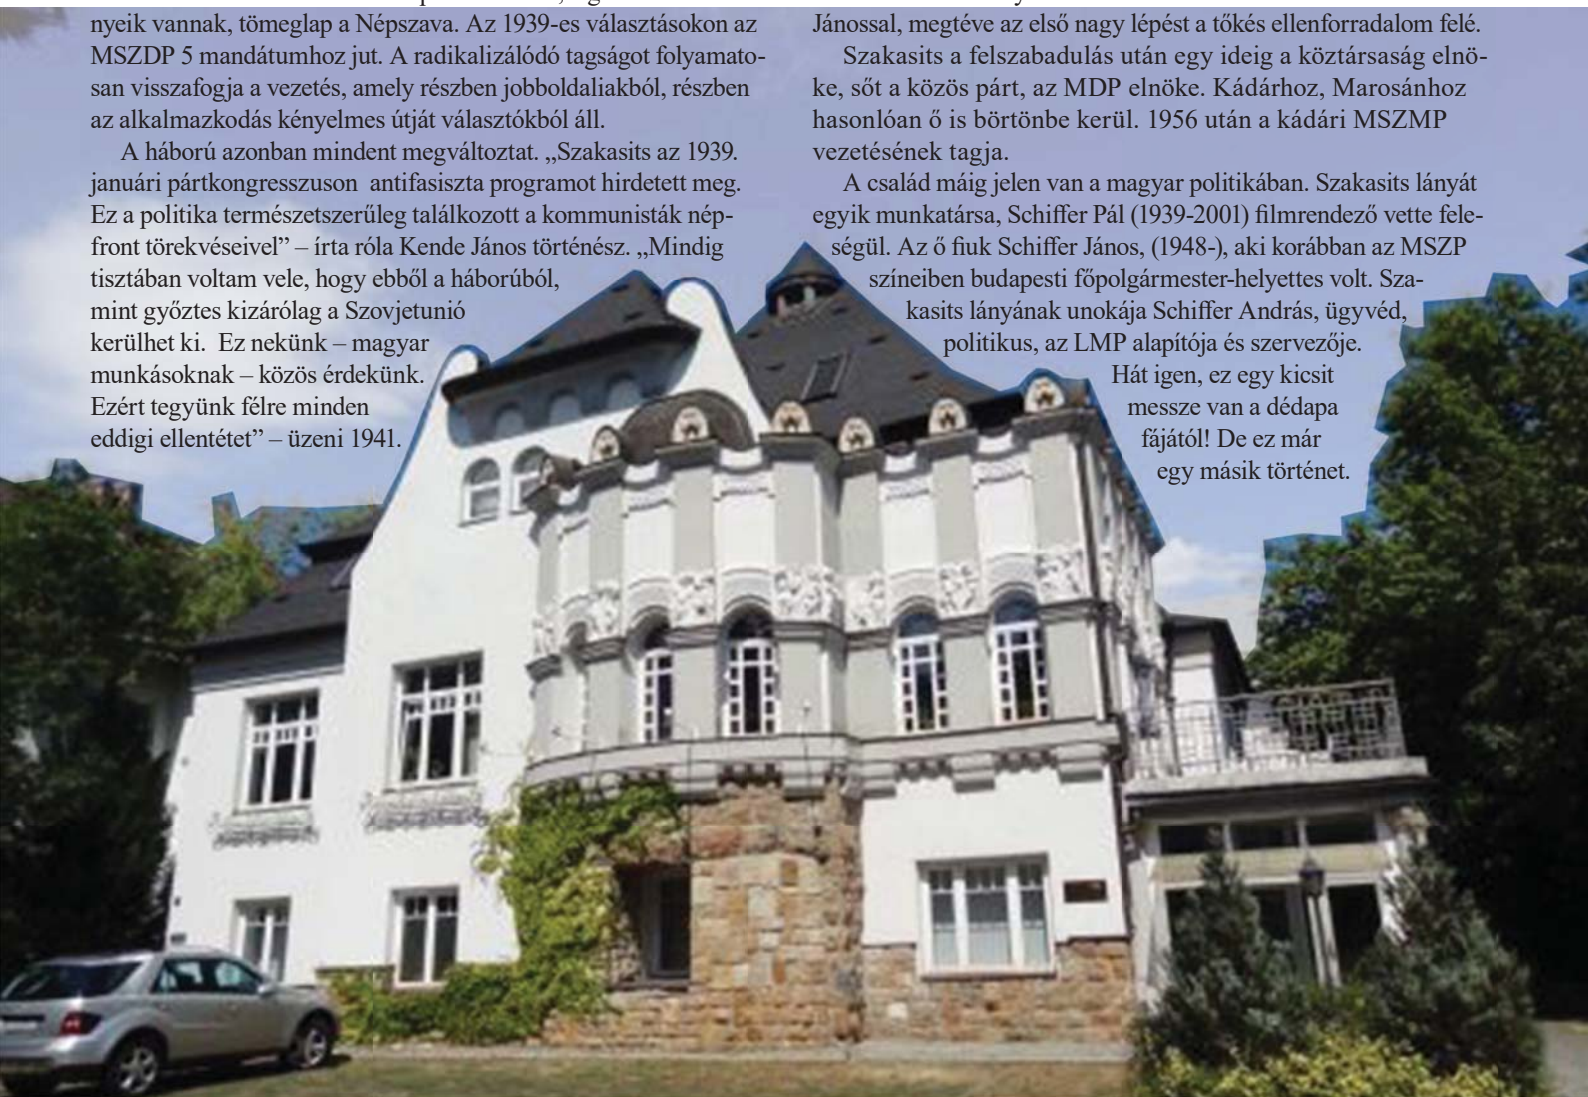 nyeik vannak, tömeglap a Népszava. Az 1939-es választásokon az
MSZDP 5 mandátumhoz jut. A radikalizálódó tagságot folyamato-
san visszafogja a vezetés, amely részben jobboldaliakból, részben
az alkalmazkodás kényelmes útját választókból áll.
A háború azonban mindent megváltoztat. „Szakasits az 1939.
januári pártkongresszuson antifasiszta programot hirdetett meg.
Ez a politika természetszerűleg találkozott a kommunisták nép-
front törekvéseivel” – írta róla Kende János történész. „Mindig
tisztában voltam vele, hogy ebből a háborúból,
mint győztes kizárólag a Szovjetunió
kerülhet ki. Ez nekünk – magyar
munkásoknak – közös érdekünk.
Ezért tegyünk félre minden
eddigi ellentétet” – üzeni 1941.
Jánossal, megtéve az első nagy lépést a tőkés ellenforradalom felé.
Szakasits a felszabadulás után egy ideig a köztársaság elnö-
ke, sőt a közös párt, az MDP elnöke. Kádárhoz, Marosánhoz
hasonlóan ő is börtönbe kerül. 1956 után a kádári MSZMP
vezetésének tagja.
A család máig jelen van a magyar politikában. Szakasits lányát
egyik munkatársa, Schiffer Pál (1939-2001) filmrendező vette fele-
ségül. Az ő fiuk Schiffer János, (1948-), aki korábban az MSZP
színeiben budapesti főpolgármester-helyettes volt. Sza-
kasits lányának unokája Schiffer András, ügyvéd,
politikus, az LMP alapítója és szervezője.
Hát igen, ez egy kicsit
messze van a dédapa
fájától! De ez már
egy másik történet.